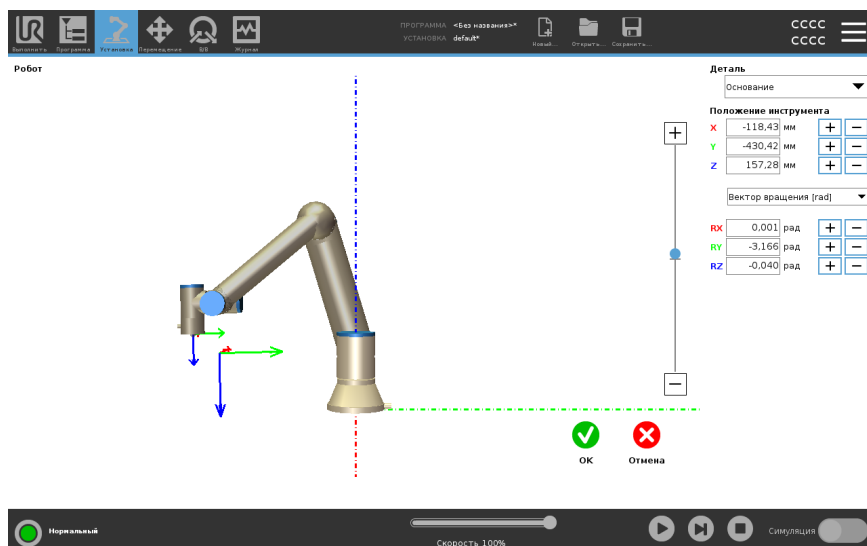 ПРОГРАММА <Без названия>*
УСТАНОВКА default*
CCCC
CCCC
Выполнить Программа Установка Перемещение В/В Журнал Новый... Открыть... Сохранить...
Робот
Деталь
Основание
Положение инструмента
X -118,43 мм + −
Y -430,42 мм + −
Z 157,28 мм + −
Вектор вращения [rad]
RX 0,001 рад + −
RY -3,166 рад + −
RZ -0,040 рад + −
OK Отмена
Нормальный
Скорость 100%
Симуляция